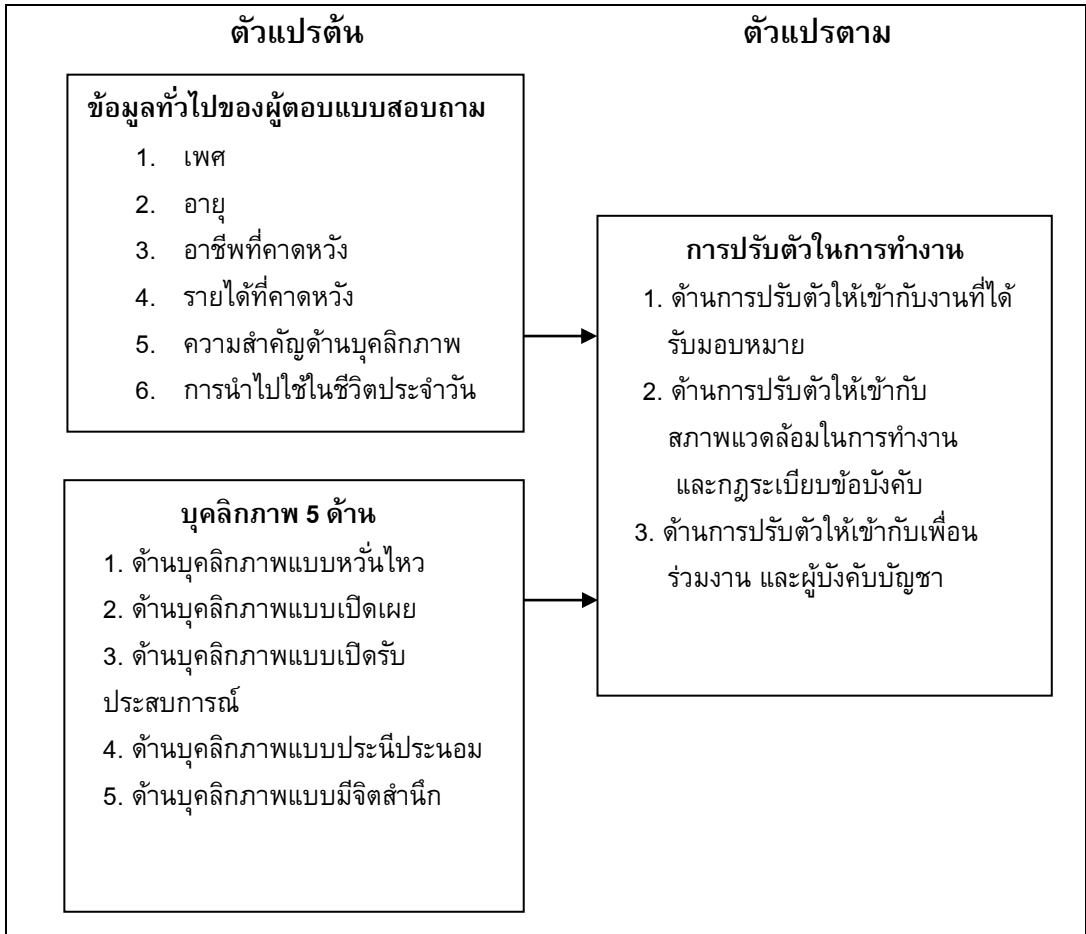 ตัวแปรต้น
ตัวแปรตาม
ข้อมูลทั่วไปของผู้ตอบแบบสอบถาม
1. เพศ
2. อายุ
3. อาชีพที่คาดหวัง
4. รายได้ที่คาดหวัง
5. ความสำคัญด้านบุคลิกภาพ
6. การนำไปใช้ในชีวิตประจำวัน
บุคลิกภาพ 5 ด้าน
1. ด้านบุคลิกภาพแบบหวั่นไหว
2. ด้านบุคลิกภาพแบบเปิดเผย
3. ด้านบุคลิกภาพแบบเปิดรับ
ประสบการณ์
4. ด้านบุคลิกภาพแบบประนีประนอม
5. ด้านบุคลิกภาพแบบมีจิตสำนึก
การปรับตัวในการทำงาน
1. ด้านการปรับตัวให้เข้ากับงานที่ได้
รับมอบหมาย
2. ด้านการปรับตัวให้เข้ากับ
สภาพแวดล้อมในการทำงาน
และกฎระเบียบข้อบังคับ
3. ด้านการปรับตัวให้เข้ากับเพื่อน
ร่วมงาน และผู้บังคับบัญชา